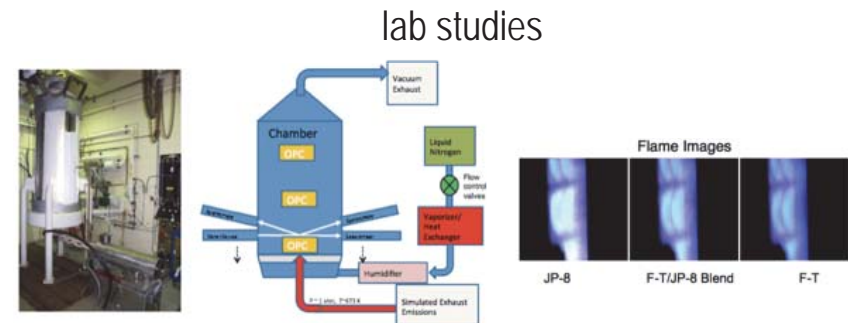 lab studies
Vacuum
Exhaust
Chamber
OPC
OPC
OPC
Liquid
Nitrogen
Flow
control
valves
Vaporizer/
Heat
Exchanger
Humidifier
Simulated Exhaust
Emissions
Flame Images
JP-8
F-T/JP-8 Blend
F-T